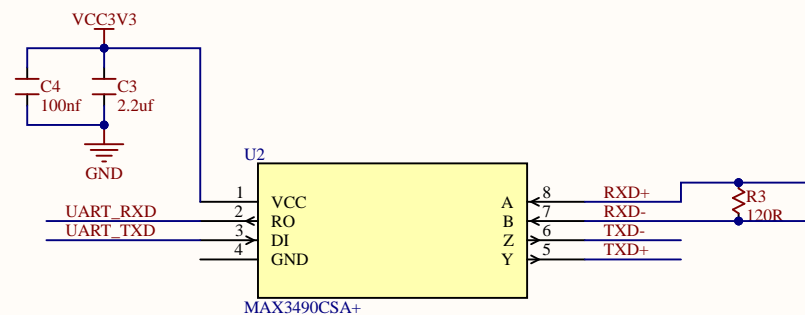 VCC3V3
C4
100nf
C3
2.2uf
GND
U2
1 VCC A 8 RXD+
UART_RXD 2 RO B 7 RXD-
UART_TXD 3 DI Z 6 TXD-
4 GND Y 5 TXD+
R3
120R
MAX3490CSA+